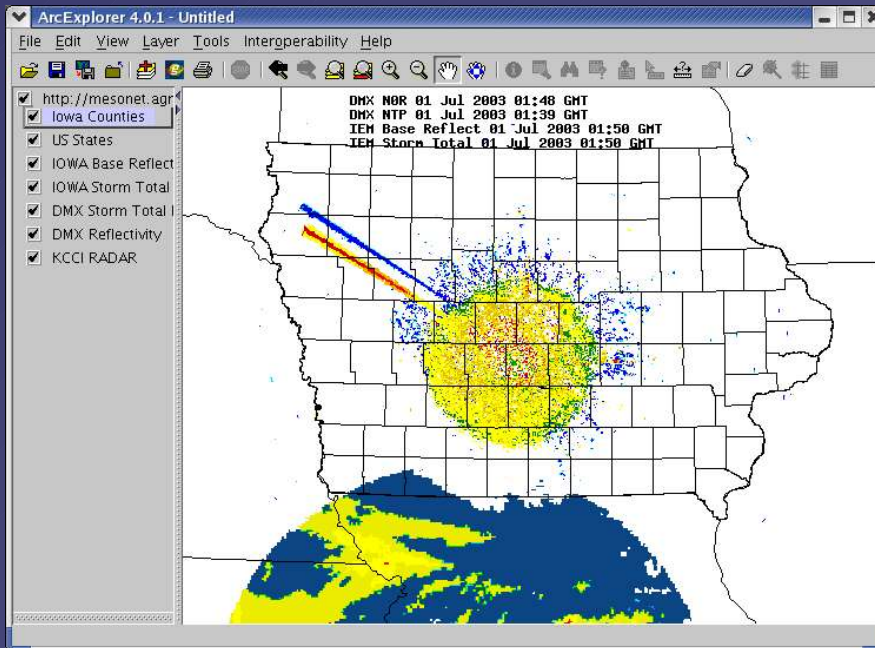 ArcExplorer 4.0.1 - Untitled
File Edit View Layer Tools Interoperability Help
http://mesonet.agr
Iowa Counties
US States
IOWA Base Reflect
IOWA Storm Total
DMX Storm Total
DMX Reflectivity
KCCI RADAR
DMX N0R 01 Jul 2003 01:48 GMT
DMX NTP 01 Jul 2003 01:39 GMT
IEM Base Reflect 01 Jul 2003 01:50 GMT
IEM Storm Total 01 Jul 2003 01:50 GMT